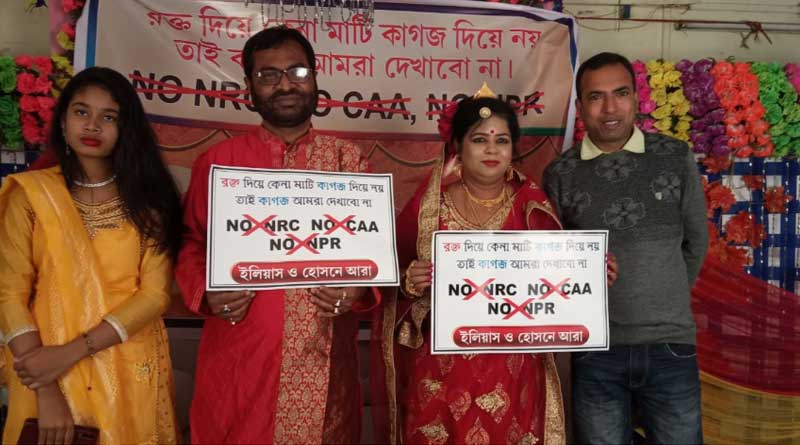 রক্ত দিয়ে কেনা মাটি কাগজ দিয়ে নয়
তাই আমরা দেখাবো না।
NO NRC, NO CAA, NO NPR
রক্ত দিয়ে কেনা মাটি কাগজ দিয়ে নয়
তাই কাগজ আমরা দেখাবো না
NO NRC NO CAA
NO NPR
ইলিয়াস ও হোসনে আরা
রক্ত দিয়ে কেনা মাটি কাগজ দিয়ে নয়
তাই কাগজ আমরা দেখাবো না
NO NRC NO CAA
NO NPR
ইলিয়াস ও হোসনে আরা